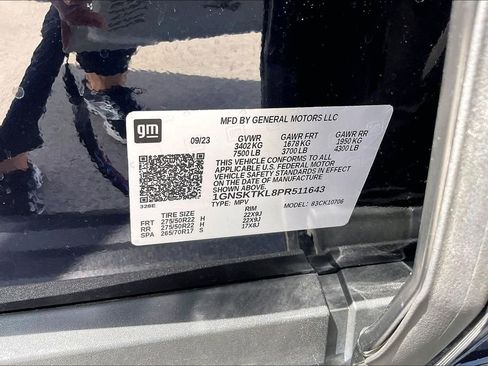 MFD BY GENERAL MOTORS LLC
gm
09/23 GVWR GAWR FRT GAWR RR
3402 KG 1678 KG 1950 KG
7500 LB 3700 LB 4300 LB
THIS VEHICLE CONFORMS TO ALL
APPLICABLE U.S. FEDERAL MOTOR
VEHICLE SAFETY STANDARDS IN EFFECT
ON THE DATE OF MANUFACTURE
SHOWN ABOVE
1GNSKTKL8PR511643
TYPE: MPV MODEL: 83CK10706
328E
TIRE SIZE RIM
FRT 275/50R22 H 22X9J
RR 275/50R22 H 22X9J
SPA 265/70R17 S 17X8J